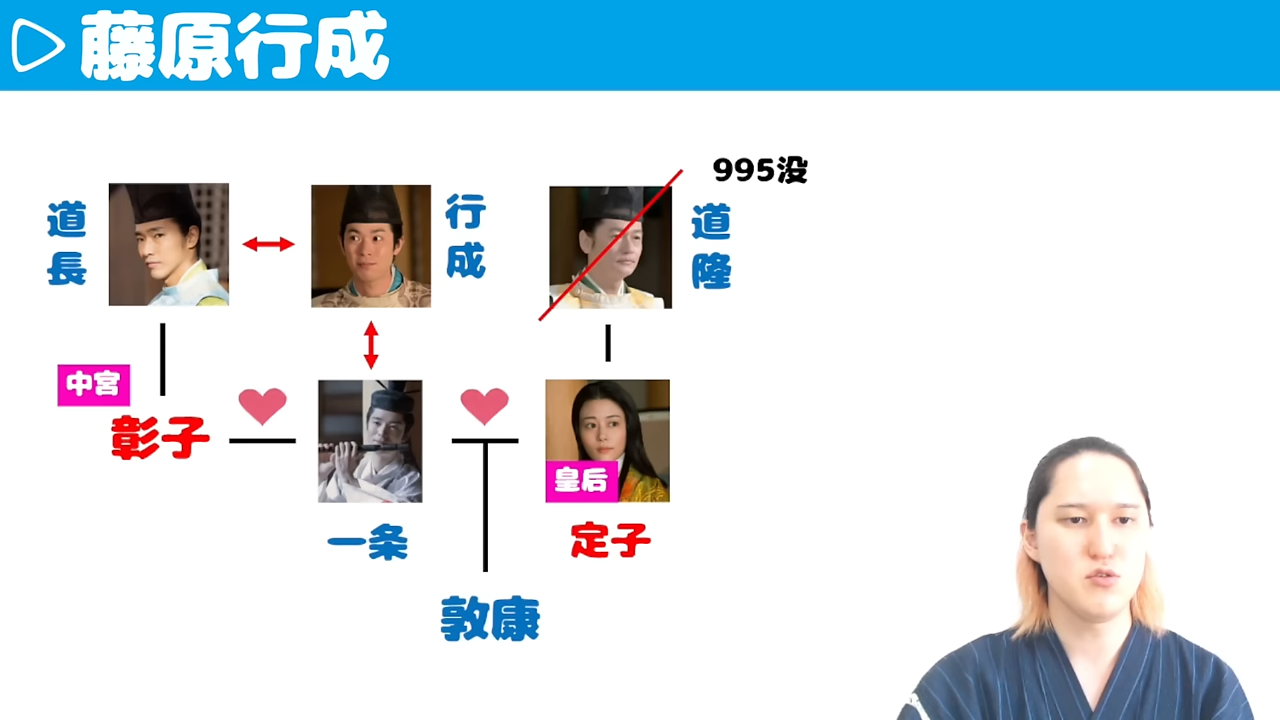 藤原行成
995没
道長
行成
道隆
中宮
彰子
皇后
一条
定子
敦康